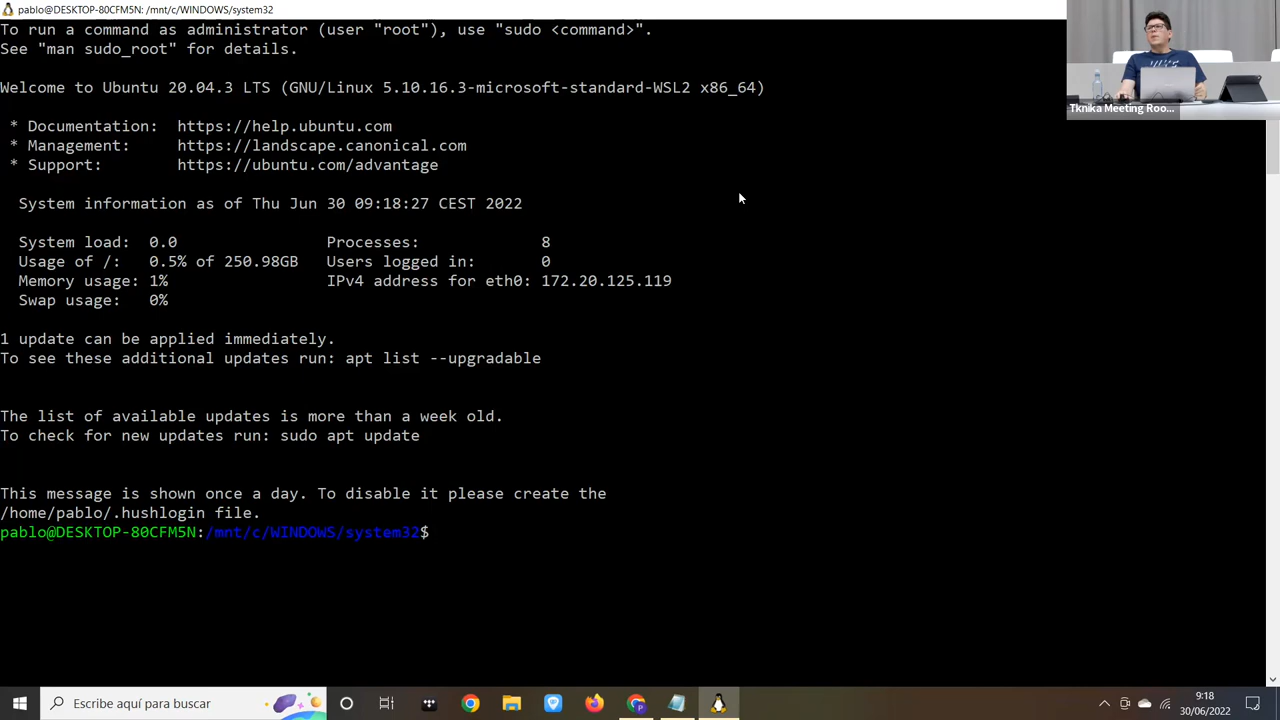 pablo@DESKTOP-80CFM5N: /mnt/c/WINDOWS/system32
To run a command as administrator (user "root"), use "sudo <command>".
See "man sudo_root" for details.
Welcome to Ubuntu 20.04.3 LTS (GNU/Linux 5.10.16.3-microsoft-standard-WSL2 x86_64)
* Documentation:  https://help.ubuntu.com
* Management:     https://landscape.canonical.com
* Support:        https://ubuntu.com/advantage
System information as of Thu Jun 30 09:18:27 CEST 2022
System load:  0.0                Processes:             8
Usage of /:   0.5% of 250.98GB   Users logged in:       0
Memory usage: 1%                 IPv4 address for eth0: 172.20.125.119
Swap usage:   0%
1 update can be applied immediately.
To see these additional updates run: apt list --upgradable
The list of available updates is more than a week old.
To check for new updates run: sudo apt update
This message is shown once a day. To disable it please create the
/home/pablo/.hushlogin file.
pablo@DESKTOP-80CFM5N:/mnt/c/WINDOWS/system32$
Tknika Meeting Roo...
Escribe aquí para buscar
9:18
30/06/2022